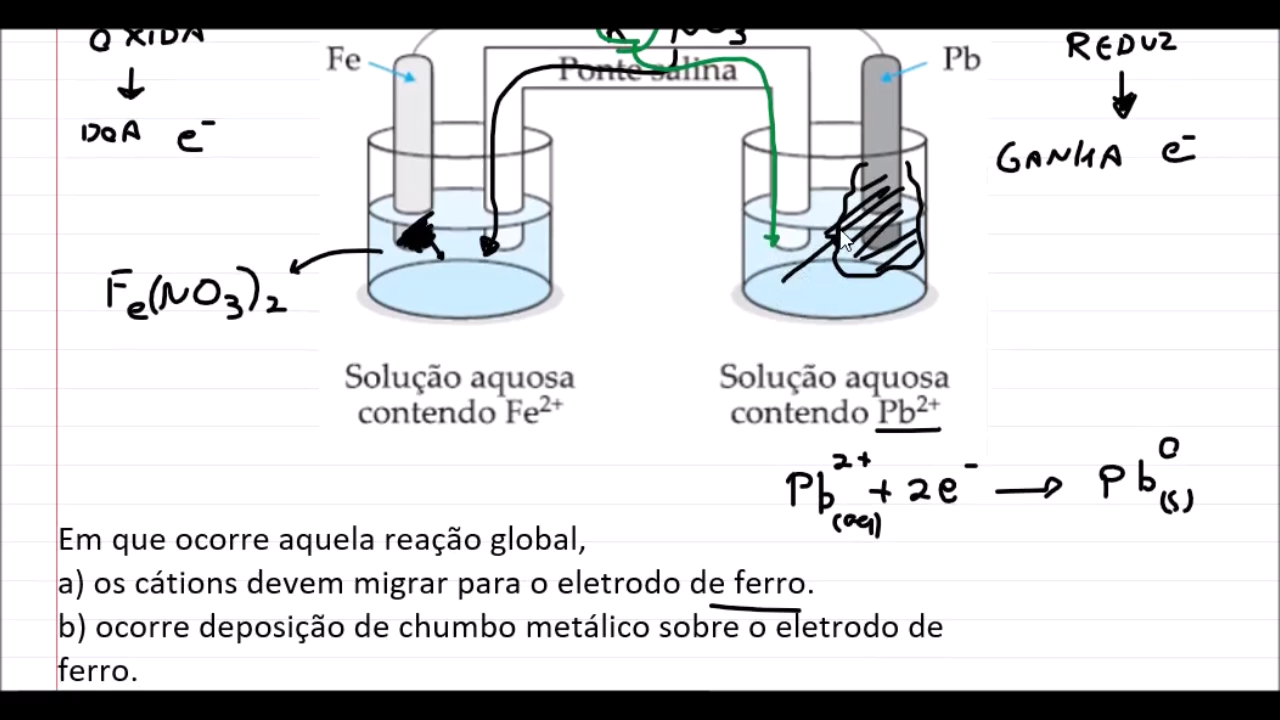 OXIDA
NO3
REDUZ
Fe
Ponte salina
Pb
DOA e-
GANHA e-
Fe(NO3)2
Solução aquosa
contendo Fe2+
Solução aquosa
contendo Pb2+
Pb2+(aq) + 2e- → Pb0(s)
Em que ocorre aquela reação global,
a) os cátions devem migrar para o eletrodo de ferro.
b) ocorre deposição de chumbo metálico sobre o eletrodo de
ferro.